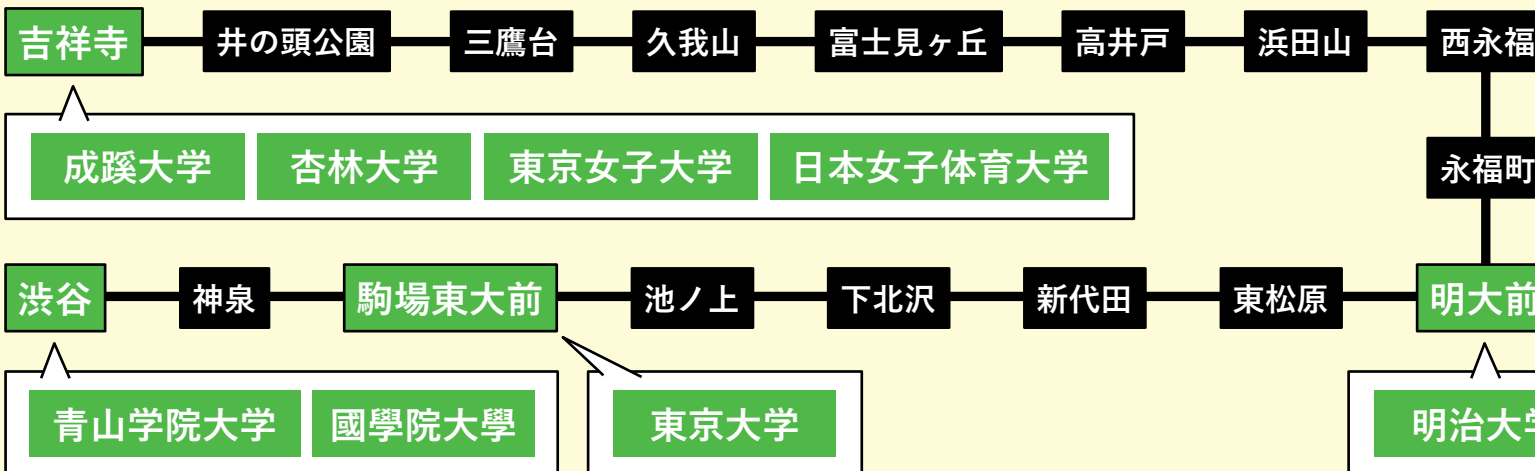 吉祥寺 井の頭公園 三鷹台 久我山 富士見ヶ丘 高井戸 浜田山 西永福
成蹊大学 杏林大学 東京女子大学 日本女子体育大学
永福町
渋谷 神泉 駒場東大前 池ノ上 下北沢 新代田 東松原 明大前
青山学院大学 國學院大學 東京大学 明治大学